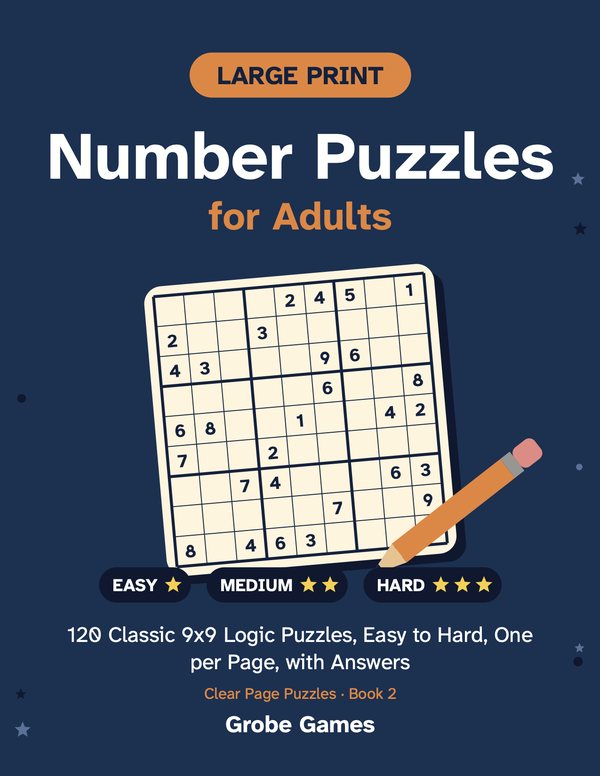 LARGE PRINT
Number Puzzles
for Adults
2 4 5 1
2 3
4 3 9 6
6 8
6 8 1 4 2
7 2
7 4 6 3
7 9
8 4 6 3
EASY MEDIUM HARD
120 Classic 9x9 Logic Puzzles, Easy to Hard, One
per Page, with Answers
Clear Page Puzzles · Book 2
Grobe Games